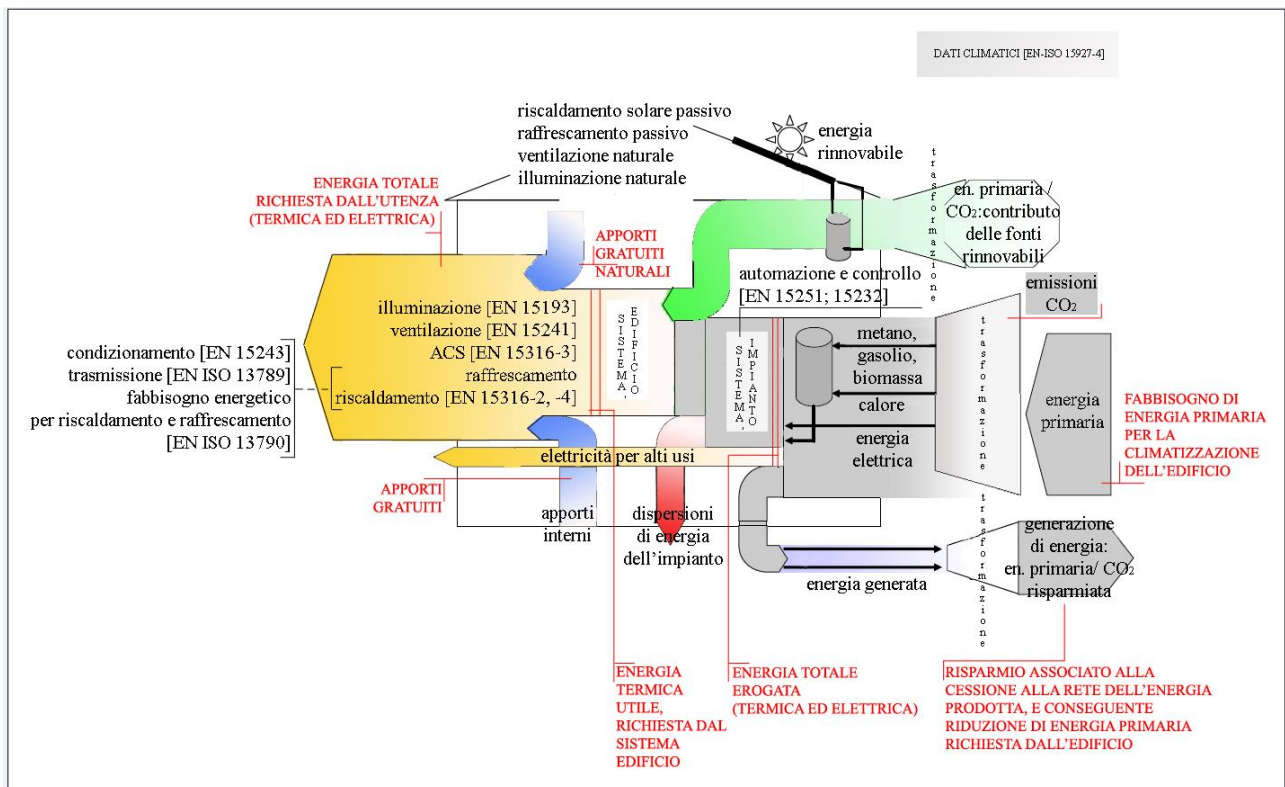 DATI CLIMATICI [EN-ISO 15927-4]
riscaldamento solare passivo
raffrescamento passivo
ventilazione naturale
illuminazione naturale
energia
rinnovabile
trasformazione
en. primaria /
CO2:contributo
delle fonti
rinnovabili
ENERGIA TOTALE
RICHIESTA DALL'UTENZA
(TERMICA ED ELETTRICA)
APPORTI
GRATUITI
NATURALI
automazione e controllo
[EN 15251; 15232]
emissioni
CO2
illuminazione [EN 15193]
ventilazione [EN 15241]
ACS [EN 15316-3]
raffrescamento
riscaldamento [EN 15316-2, -4]
condizionamento [EN 15243]
trasmissione [EN ISO 13789]
fabbisogno energetico
per riscaldamento e raffrescamento
[EN ISO 13790]
SISTEMA-
EDIFICIO
SISTEMA-
IMPIANTO
metano,
gasolio,
biomassa
calore
energia
elettrica
trasformazione
energia
primaria
FABBISOGNO DI
ENERGIA PRIMARIA
PER LA
CLIMATIZZAZIONE
DELL'EDIFICIO
elettricità per alti usi
APPORTI
GRATUITI
apporti
interni
dispersioni
di energia
dell'impianto
energia generata
trasformazione
generazione
di energia:
en. primaria/ CO2
risparmiata
ENERGIA
TERMICA
UTILE,
RICHIESTA DAL
SISTEMA
EDIFICIO
ENERGIA TOTALE
EROGATA
(TERMICA ED ELETTRICA)
RISPARMIO ASSOCIATO ALLA
CESSIONE ALLA RETE DELL'ENERGIA
PRODOTTA, E CONSEGUENTE
RIDUZIONE DI ENERGIA PRIMARIA
RICHIESTA DALL'EDIFICIO